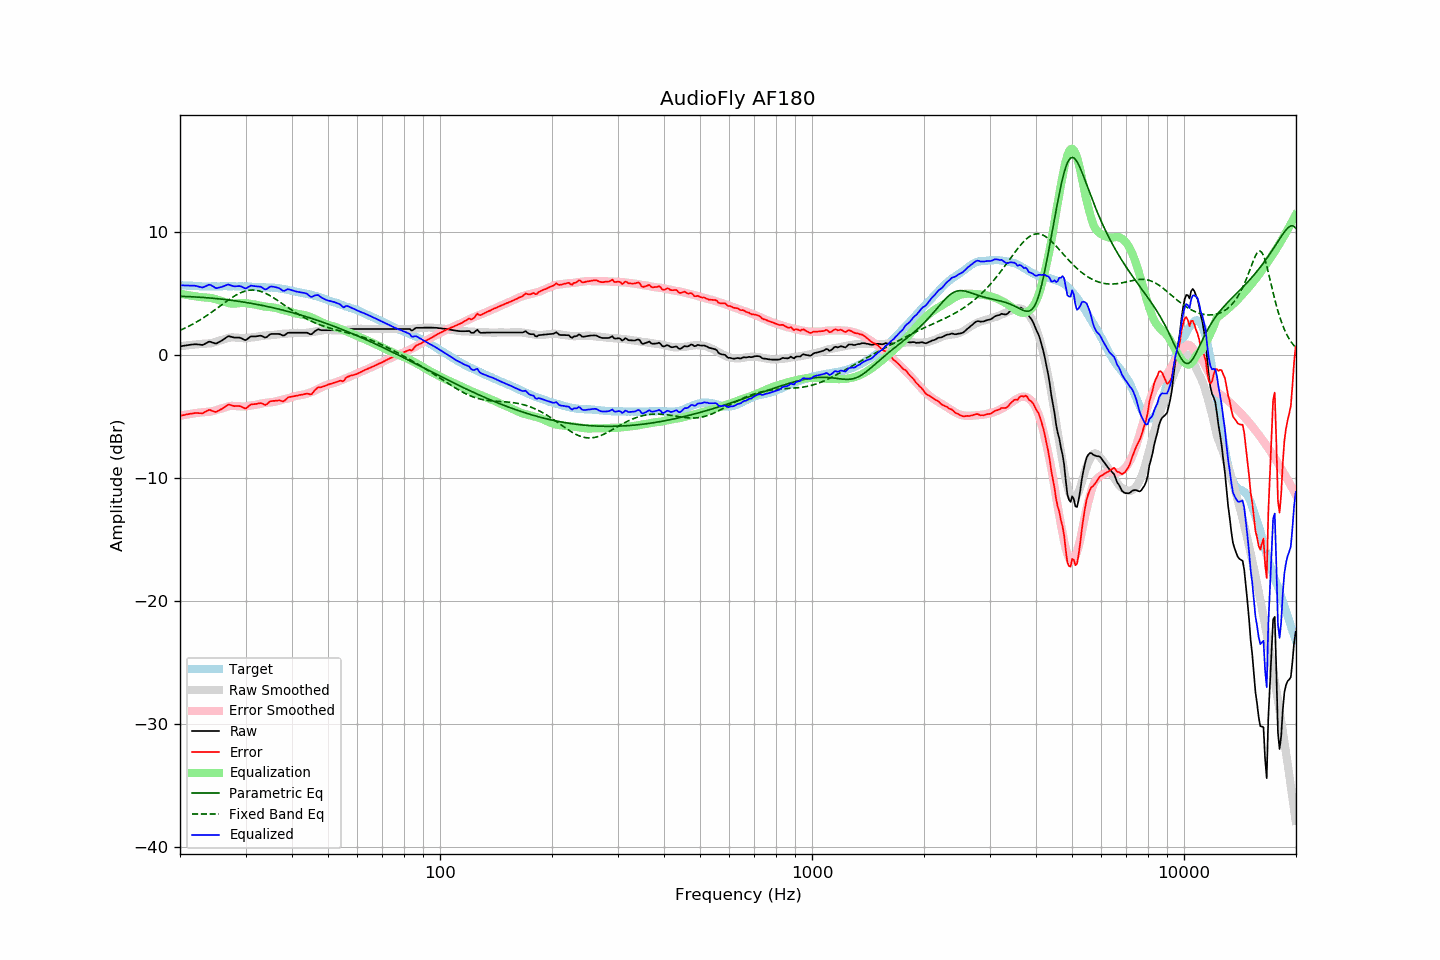 AudioFly AF180
Amplitude (dBr)
10
0
−10
−20
−30
−40
Target
Raw Smoothed
Error Smoothed
Raw
Error
Equalization
Parametric Eq
Fixed Band Eq
Equalized
100
1000
10000
Frequency (Hz)